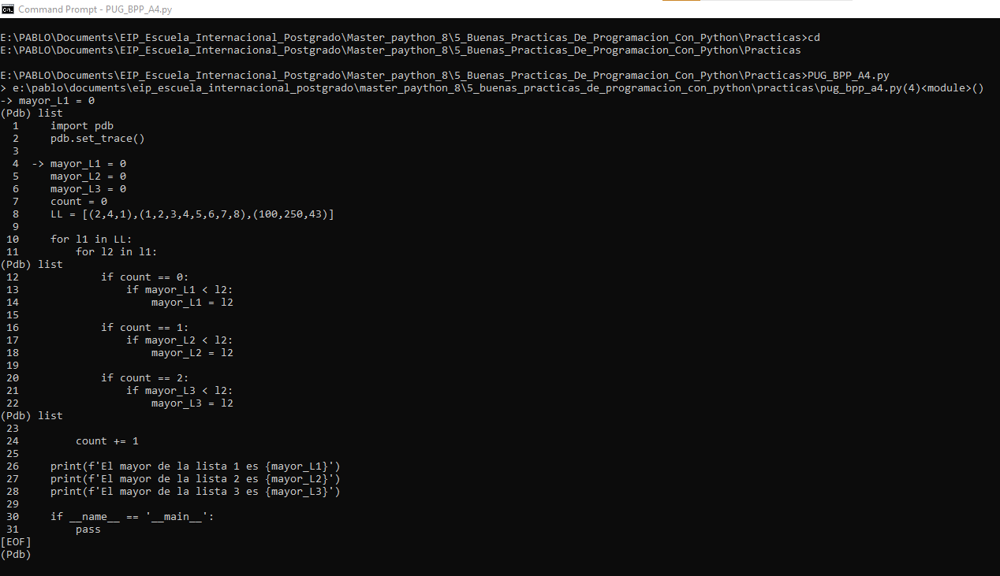 Command Prompt - PUG_BPP_A4.py
E:\PABLO\Documents\EIP_Escuela_Internacional_Postgrado\Master_paython_8\5_Buenas_Practicas_De_Programacion_Con_Python\Practicas>cd
E:\PABLO\Documents\EIP_Escuela_Internacional_Postgrado\Master_paython_8\5_Buenas_Practicas_De_Programacion_Con_Python\Practicas
E:\PABLO\Documents\EIP_Escuela_Internacional_Postgrado\Master_paython_8\5_Buenas_Practicas_De_Programacion_Con_Python\Practicas>PUG_BPP_A4.py
> e:\pablo\documents\eip_escuela_internacional_postgrado\master_paython_8\5_buenas_practicas_de_programacion_con_python\practicas\pug_bpp_a4.py(4)<module>()
-> mayor_L1 = 0
(Pdb) list
  1     import pdb
  2     pdb.set_trace()
  3
  4  -> mayor_L1 = 0
  5     mayor_L2 = 0
  6     mayor_L3 = 0
  7     count = 0
  8     LL = [(2,4,1),(1,2,3,4,5,6,7,8),(100,250,43)]
  9
 10     for l1 in LL:
 11         for l2 in l1:
(Pdb) list
 12             if count == 0:
 13                 if mayor_L1 < l2:
 14                     mayor_L1 = l2
 15
 16             if count == 1:
 17                 if mayor_L2 < l2:
 18                     mayor_L2 = l2
 19
 20             if count == 2:
 21                 if mayor_L3 < l2:
 22                     mayor_L3 = l2
(Pdb) list
 23
 24         count += 1
 25
 26     print(f'El mayor de la lista 1 es {mayor_L1}')
 27     print(f'El mayor de la lista 2 es {mayor_L2}')
 28     print(f'El mayor de la lista 3 es {mayor_L3}')
 29
 30     if __name__ == '__main__':
 31         pass
[EOF]
(Pdb)